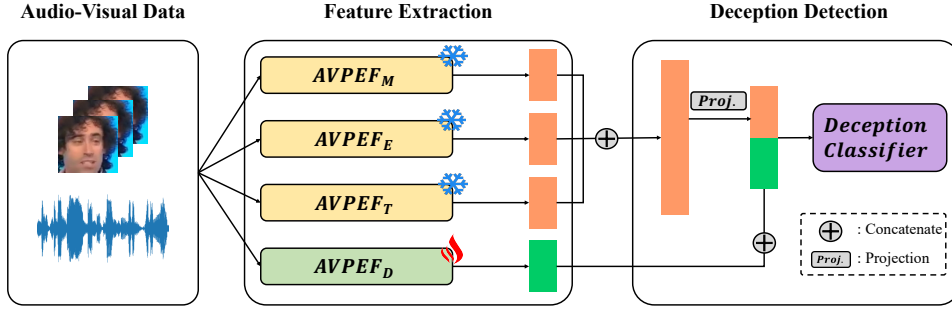 Audio-Visual Data
Feature Extraction
Deception Detection
AVPEF_M
AVPEF_E
AVPEF_T
AVPEF_D
Proj.
Deception
Classifier
: Concatenate
Proj. : Projection